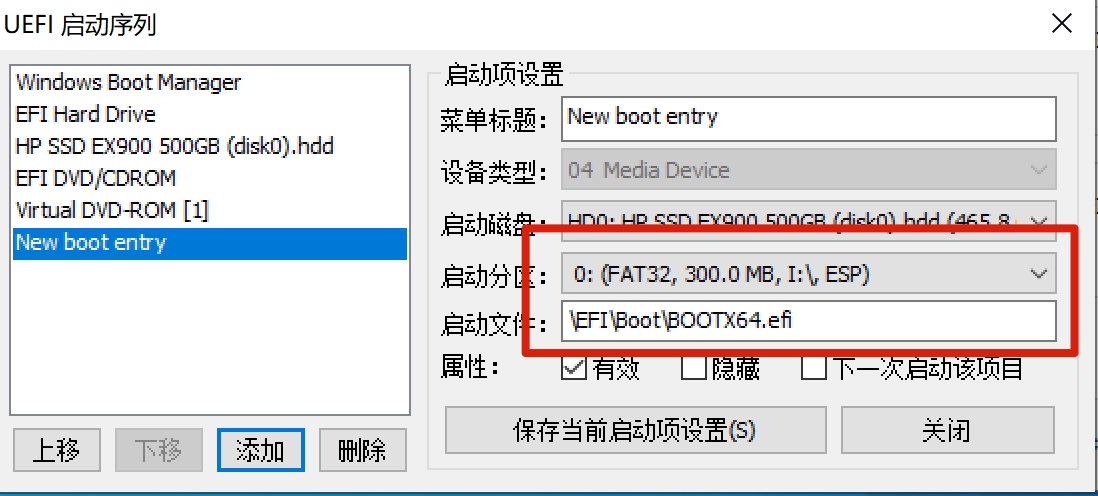 UEFI 启动序列
Windows Boot Manager
EFI Hard Drive
HP SSD EX900 500GB (disk0).hdd
EFI DVD/CDROM
Virtual DVD-ROM [1]
New boot entry
上移
下移
添加
删除
启动项设置
菜单标题: New boot entry
设备类型: 04 Media Device
启动磁盘: HD0: HP SSD EX900 500GB (disk0).hdd (465.8
启动分区: 0: (FAT32, 300.0 MB, I:\, ESP)
启动文件: \EFI\Boot\BOOTX64.efi
属性: 有效 隐藏 下一次启动该项目
保存当前启动项设置(S)
关闭